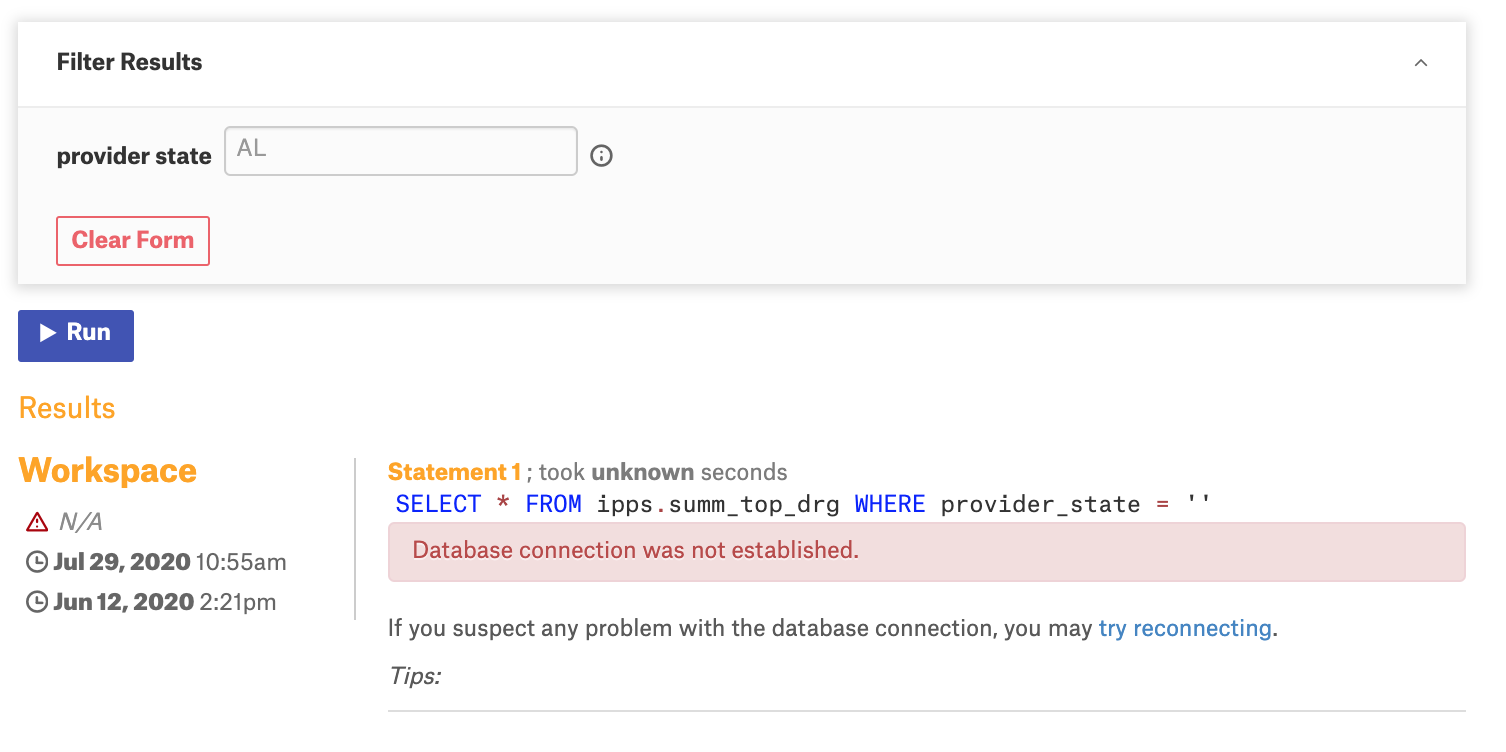 Filter Results
provider state AL
Clear Form
Run
Results
Workspace
N/A
Jul 29, 2020 10:55am
Jun 12, 2020 2:21pm
Statement 1 ; took unknown seconds
SELECT * FROM ipps.summ_top_drg WHERE provider_state = ''
Database connection was not established.
If you suspect any problem with the database connection, you may try reconnecting.
Tips: